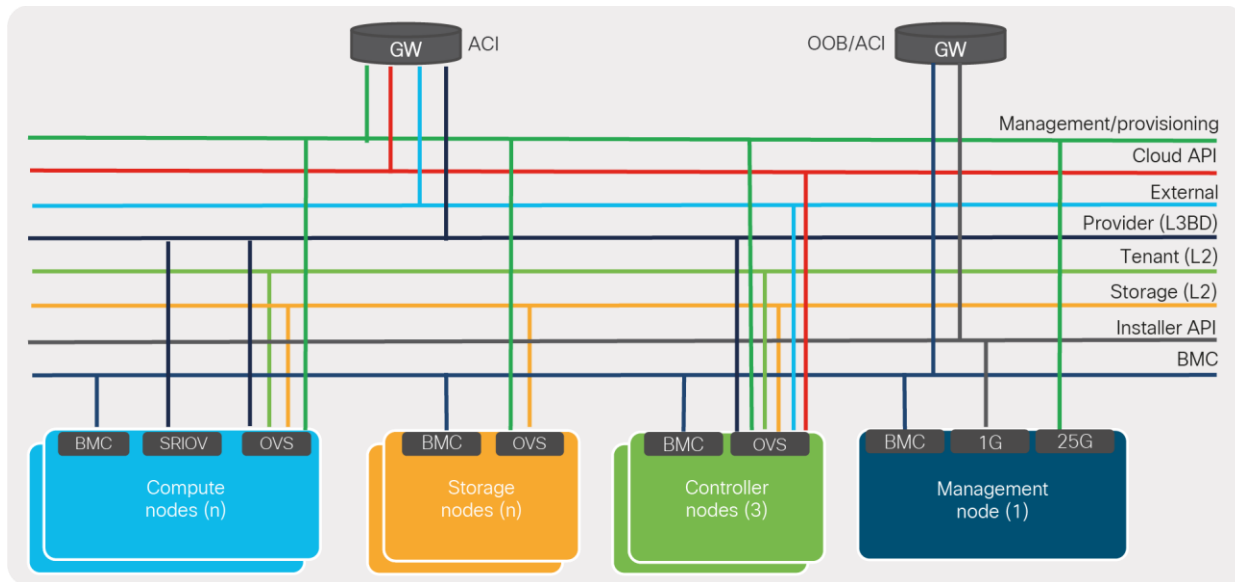 GW
ACI
OOB/ACI
GW
Management/provisioning
Cloud API
External
Provider (L3BD)
Tenant (L2)
Storage (L2)
Installer API
BMC
BMC
SRIOV
OVS
Compute
nodes (n)
BMC
OVS
Storage
nodes (n)
BMC
OVS
Controller
nodes (3)
BMC
1G
25G
Management
node (1)